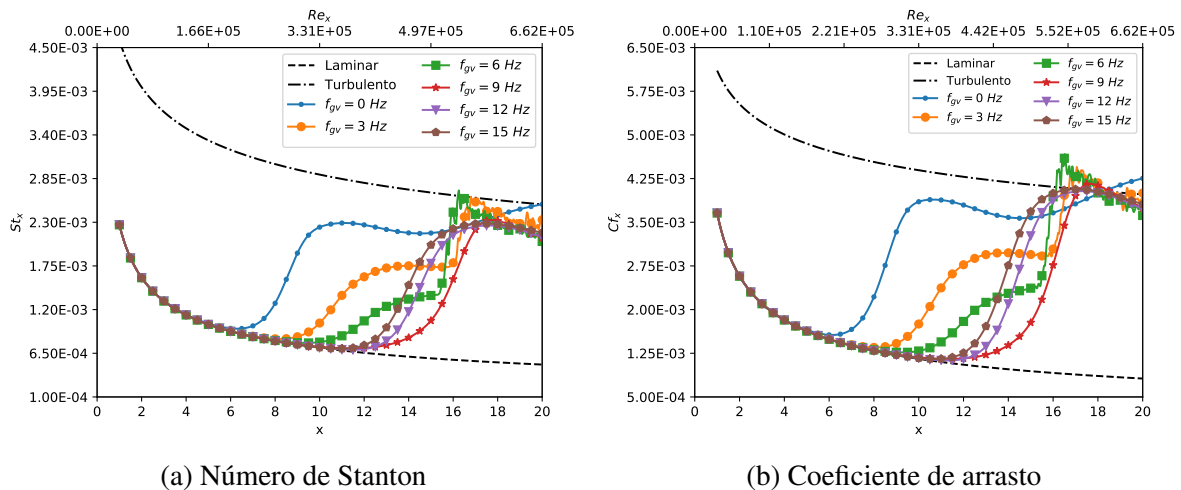 Re_x
0.00E+00 1.66E+05 3.31E+05 4.97E+05 6.62E+05
4.50E-03
3.95E-03
3.40E-03
2.85E-03
2.30E-03
1.75E-03
1.20E-03
6.50E-04
1.00E-04
St_x
Laminar
Turbulento
f_gv = 0 Hz
f_gv = 3 Hz
f_gv = 6 Hz
f_gv = 9 Hz
f_gv = 12 Hz
f_gv = 15 Hz
0 2 4 6 8 10 12 14 16 18 20
x
(a) Número de Stanton
Re_x
0.00E+00 1.10E+05 2.21E+05 3.31E+05 4.42E+05 5.52E+05 6.62E+05
6.50E-03
5.75E-03
5.00E-03
4.25E-03
3.50E-03
2.75E-03
2.00E-03
1.25E-03
5.00E-04
Cf_x
Laminar
Turbulento
f_gv = 0 Hz
f_gv = 3 Hz
f_gv = 6 Hz
f_gv = 9 Hz
f_gv = 12 Hz
f_gv = 15 Hz
0 2 4 6 8 10 12 14 16 18 20
x
(b) Coeficiente de arrasto